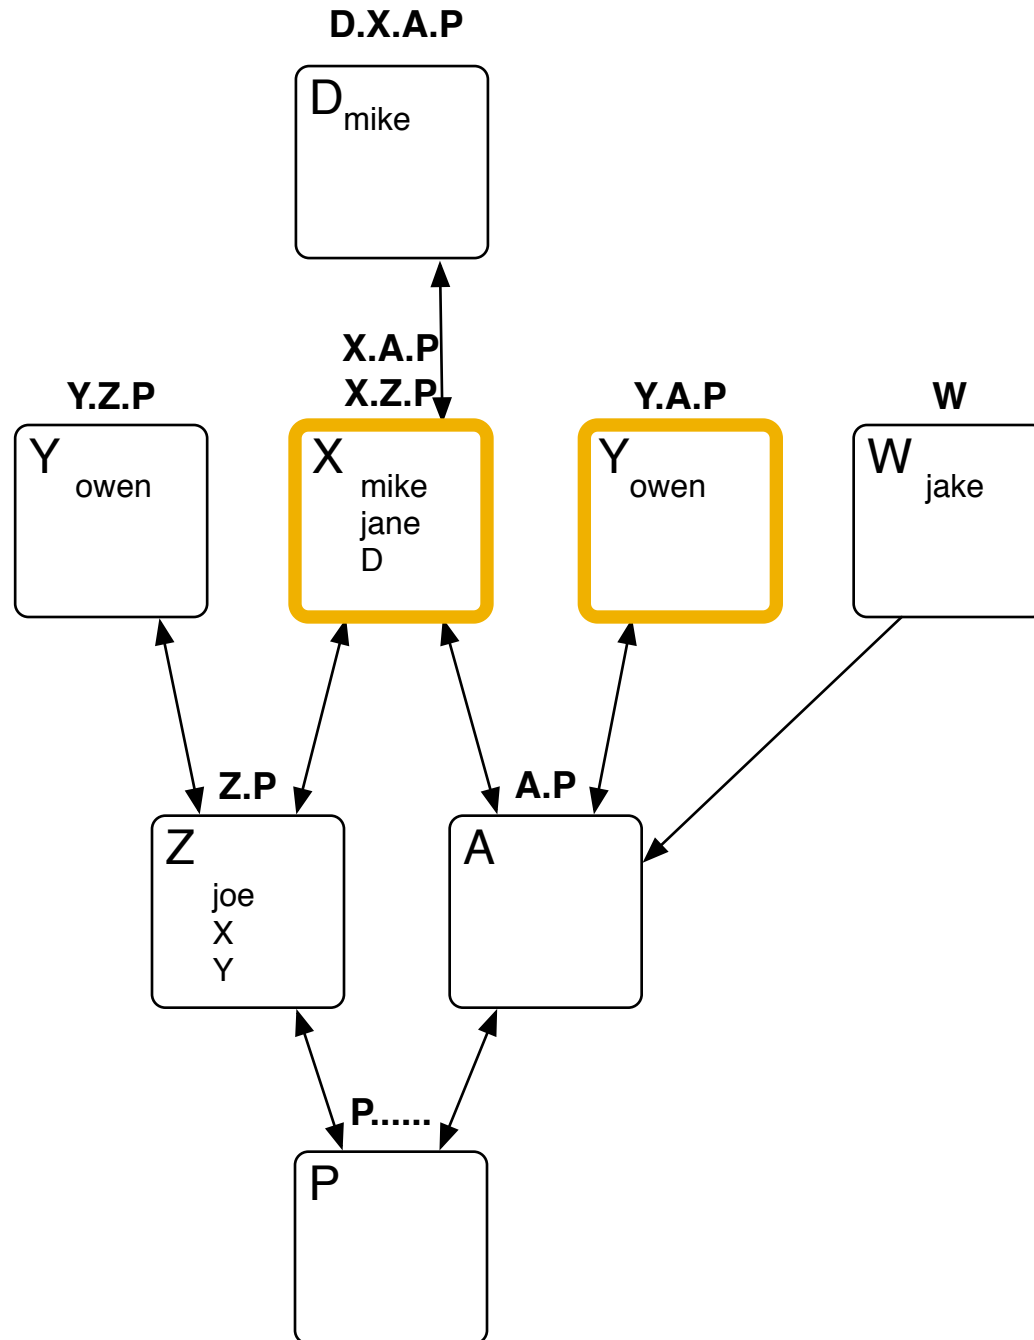 D.X.A.P
D
mike
X.A.P
X.Z.P
Y.Z.P
Y.A.P
W
Y
owen
X
mike
jane
D
Y
owen
W
jake
Z.P
A.P
Z
joe
X
Y
A
P......
P